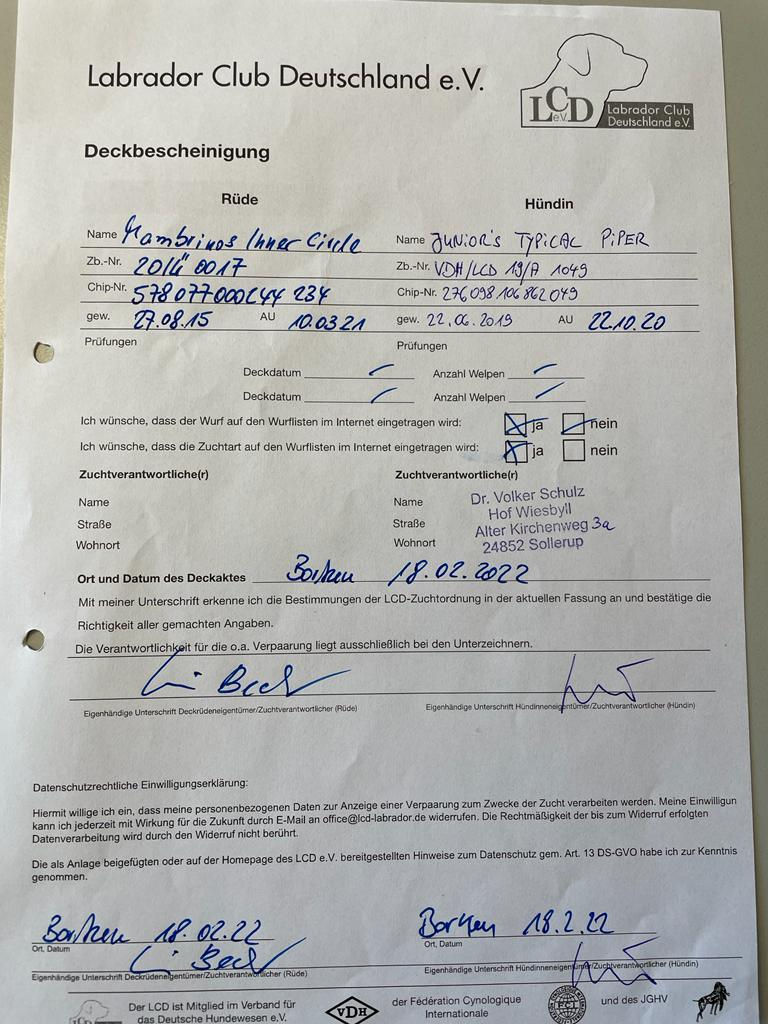 Labrador Club Deutschland e.V.
LCD e.V. Labrador Club
Deutschland e.V.
Deckbescheinigung
Rüde Hündin
Name Mambrinos Inner Circle Name JUNiOR'S TYPiCAL PiPER
Zb.-Nr. 0017 Zb.-Nr. VDH/LCD 19/A 1049
Chip-Nr. 234 Chip-Nr. 276098106862049
gew. 27.08.15 AU 10.03.21 gew. 22.06.2019 AU 22.10.20
Prüfungen Prüfungen
Deckdatum Anzahl Welpen
Deckdatum Anzahl Welpen
Ich wünsche, dass der Wurf auf den Wurflisten im Internet eingetragen wird: ja nein
Ich wünsche, dass die Zuchtart auf den Wurflisten im Internet eingetragen wird: ja nein
Zuchtverantwortliche(r) Zuchtverantwortliche(r)
Name Name Dr. Volker Schulz
Hof Wiesbyll
Straße Straße Alter Kirchenweg 3a
Wohnort Wohnort 24852 Sollerup
Ort und Datum des Deckaktes Borken 18.02.2022
Mit meiner Unterschrift erkenne ich die Bestimmungen der LCD-Zuchtordnung in der aktuellen Fassung an und bestätige die
Richtigkeit aller gemachten Angaben.
Die Verantwortlichkeit für die o.a. Verpaarung liegt ausschließlich bei den Unterzeichnern.
Eigenhändige Unterschrift Deckrüdeneigentümer/Zuchtverantwortlicher (Rüde) Eigenhändige Unterschrift Hündinneneigentümer/Zuchtverantwortlicher (Hündin)
Datenschutzrechtliche Einwilligungserklärung:
Hiermit willige ich ein, dass meine personenbezogenen Daten zur Anzeige einer Verpaarung zum Zwecke der Zucht verarbeiten werden. Meine Einwilligun
kann ich jederzeit mit Wirkung für die Zukunft durch E-Mail an office@lcd-labrador.de widerrufen. Die Rechtmäßigkeit der bis zum Widerruf erfolgten
Datenverarbeitung wird durch den Widerruf nicht berührt.
Die als Anlage beigefügten oder auf der Homepage des LCD e.V. bereitgestellten Hinweise zum Datenschutz gem. Art. 13 DS-GVO habe ich zur Kenntnis
genommen.
Borken 18.02.22 Borken 18.2.22
Ort, Datum Ort, Datum
Eigenhändige Unterschrift Deckrüdeneigentümer/Zuchtverantwortlicher (Rüde) Eigenhändige Unterschrift Hündinneneigentümer/Zuchtverantwortlicher (Hündin)
Der LCD ist Mitglied im Verband für
das Deutsche Hundewesen e.V. VDH der Fédération Cynologique
Internationale FCI und des JGHV